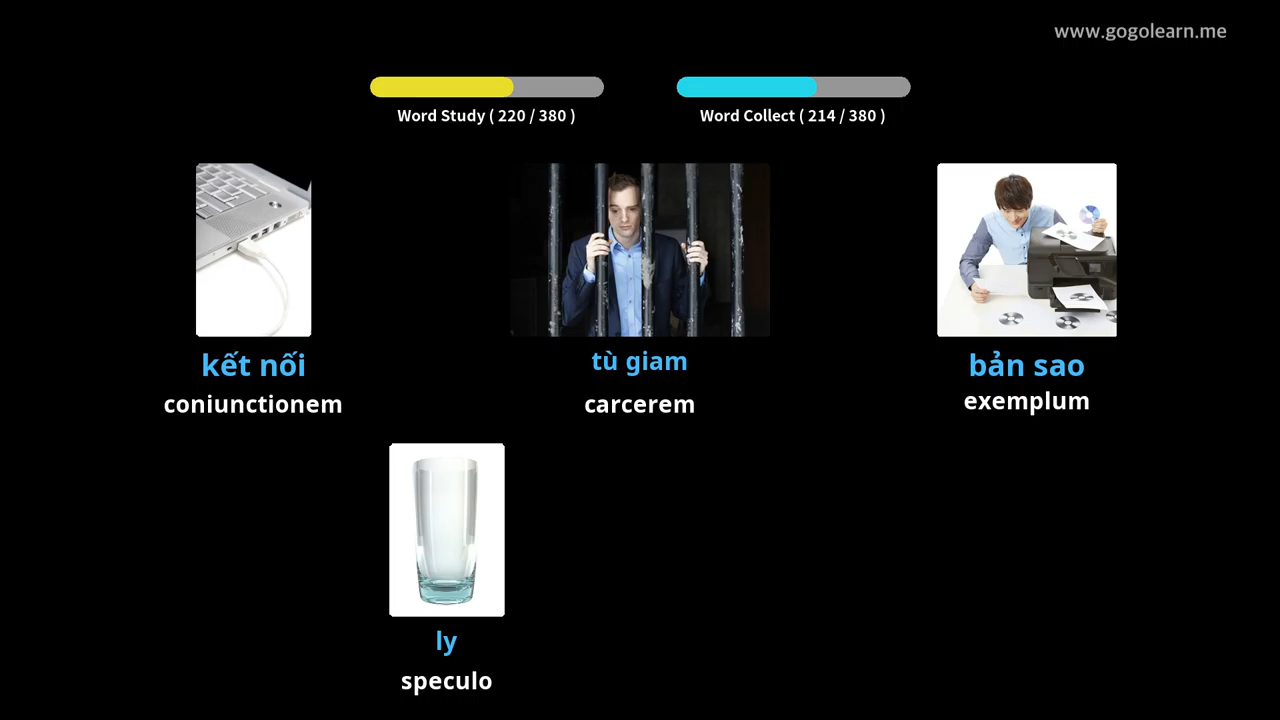 www.gogolearn.me
Word Study ( 220 / 380 )
Word Collect ( 214 / 380 )
kết nối
coniunctionem
tù giam
carcerem
bản sao
exemplum
ly
speculo